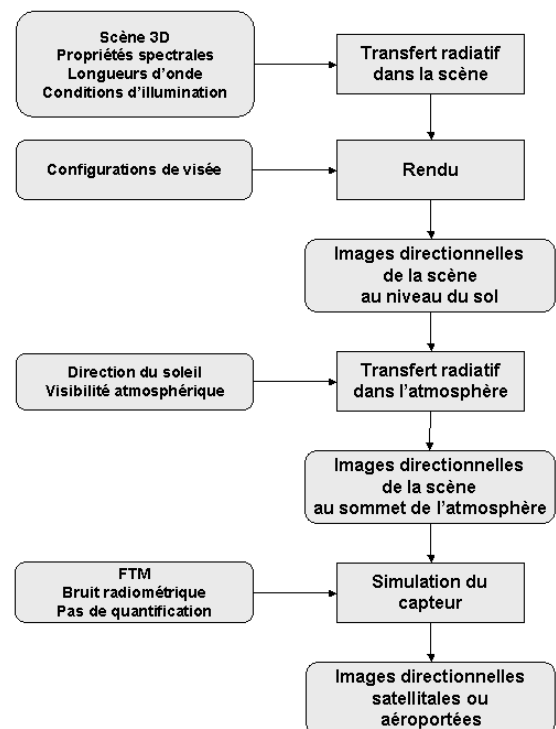 Scène 3D
Propriétés spectrales
Longueurs d'onde
Conditions d'illumination
Transfert radiatif
dans la scène
Configurations de visée
Rendu
Images directionnelles
de la scène
au niveau du sol
Direction du soleil
Visibilité atmosphérique
Transfert radiatif
dans l'atmosphère
Images directionnelles
de la scène
au sommet de l'atmosphère
FTM
Bruit radiométrique
Pas de quantification
Simulation du
capteur
Images directionnelles
satellitales ou
aéroportées